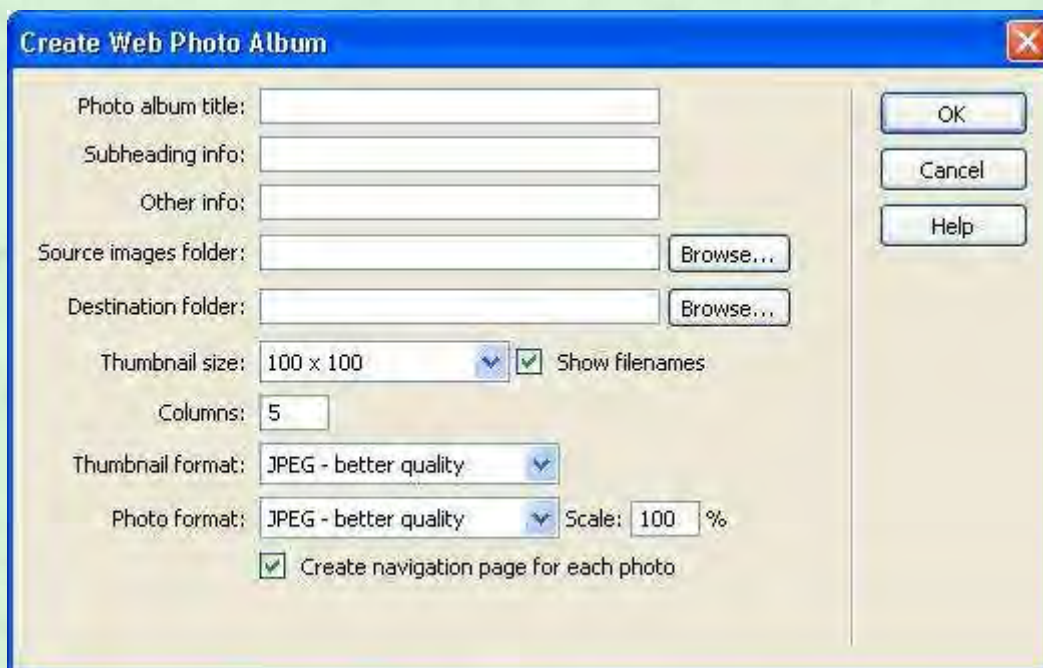 Create Web Photo Album
Photo album title:
OK
Subheading info:
Cancel
Other info:
Help
Source images folder:
Browse...
Destination folder:
Browse...
Thumbnail size: 100 x 100 Show filenames
Columns: 5
Thumbnail format: JPEG - better quality
Photo format: JPEG - better quality Scale: 100 %
Create navigation page for each photo